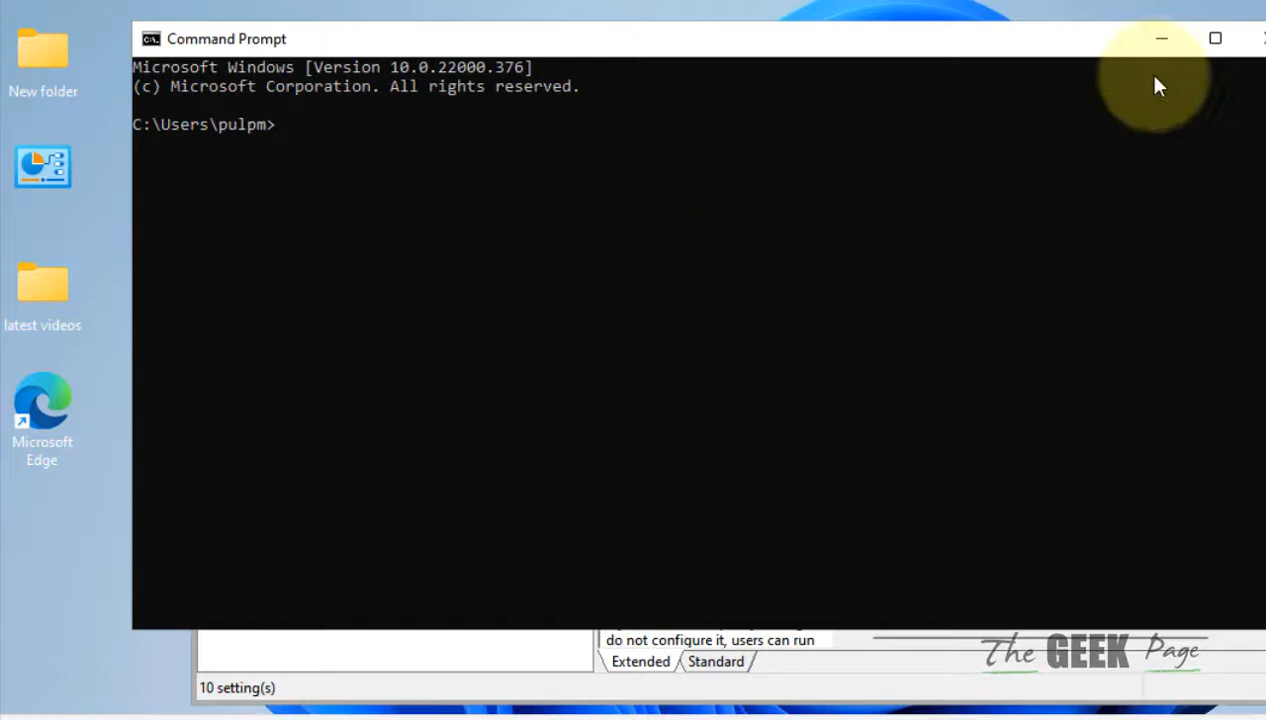 Command Prompt
Microsoft Windows [Version 10.0.22000.376]
(c) Microsoft Corporation. All rights reserved.
C:\Users\pulpm>
New folder
latest videos
Microsoft
Edge
do not configure it, users can run
Extended
Standard
10 setting(s)
The GEEK Page